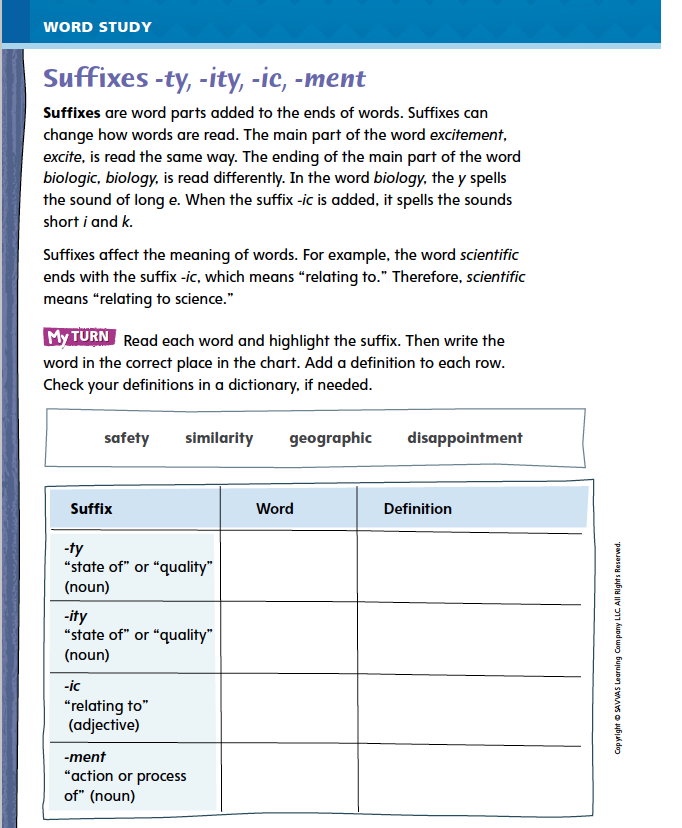 WORD STUDY
Suffixes -ty, -ity, -ic, -ment
Suffixes are word parts added to the ends of words. Suffixes can
change how words are read. The main part of the word excitement,
excite, is read the same way. The ending of the main part of the word
biologic, biology, is read differently. In the word biology, the y spells
the sound of long e. When the suffix -ic is added, it spells the sounds
short i and k.
Suffixes affect the meaning of words. For example, the word scientific
ends with the suffix -ic, which means “relating to.” Therefore, scientific
means “relating to science.”
My TURN Read each word and highlight the suffix. Then write the
word in the correct place in the chart. Add a definition to each row.
Check your definitions in a dictionary, if needed.
safety similarity geographic disappointment
Suffix Word Definition
-ty
“state of” or “quality”
(noun)
-ity
“state of” or “quality”
(noun)
-ic
“relating to”
(adjective)
-ment
“action or process
of” (noun)
Copyright © SAVVAS Learning Company LLC. All Rights Reserved.